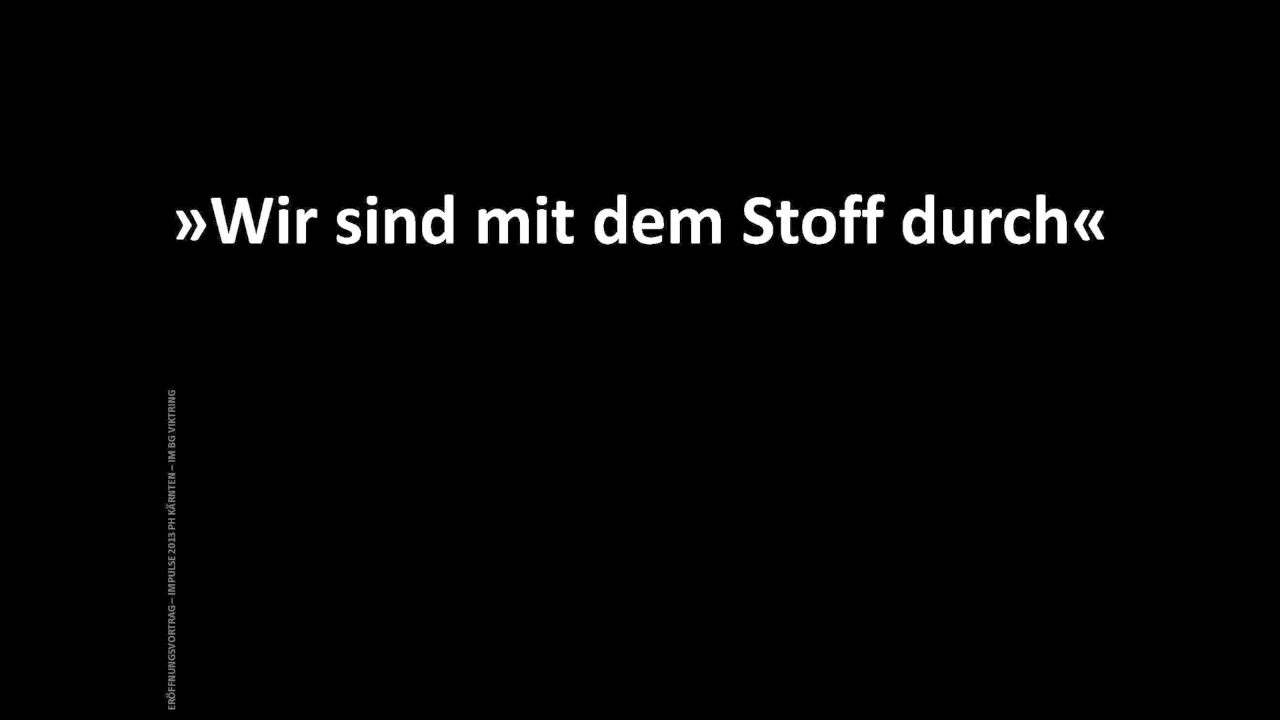 »Wir sind mit dem Stoff durch«
ERÖFFNUNGSVORTRAG – IMPULSE 2013 PH KÄRNTEN – IM BG VIKTRING